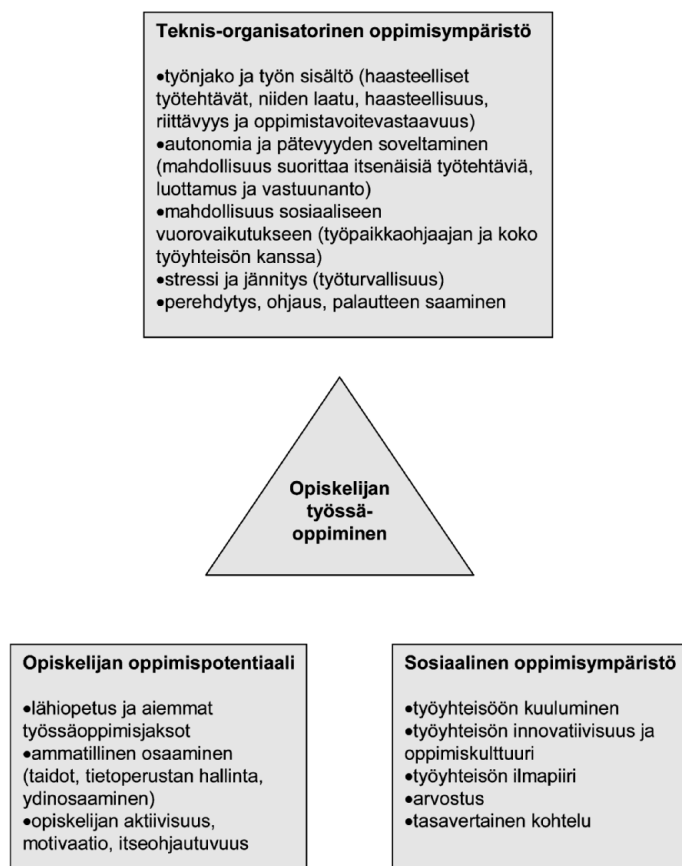 Teknis-organisatorinen oppimisympäristö
•työnjako ja työn sisältö (haasteelliset
työtehtävät, niiden laatu, haasteellisuus,
riittävyys ja oppimistavoitevastaavuus)
•autonomia ja pätevyyden soveltaminen
(mahdollisuus suorittaa itsenäisiä työtehtäviä,
luottamus ja vastuunanto)
•mahdollisuus sosiaaliseen
vuorovaikutukseen (työpaikkaohjaajan ja koko
työyhteisön kanssa)
•stressi ja jännitys (työturvallisuus)
•perehdytys, ohjaus, palautteen saaminen
Opiskelijan
työssä-
oppiminen
Opiskelijan oppimispotentiaali
•lähiopetus ja aiemmat
työssäoppimisjaksot
•ammatillinen osaaminen
(taidot, tietoperustan hallinta,
ydinosaaminen)
•opiskelijan aktiivisuus,
motivaatio, itseohjautuvuus
Sosiaalinen oppimisympäristö
•työyhteisöön kuuluminen
•työyhteisön innovatiivisuus ja
oppimiskulttuuri
•työyhteisön ilmapiiri
•arvostus
•tasavertainen kohtelu